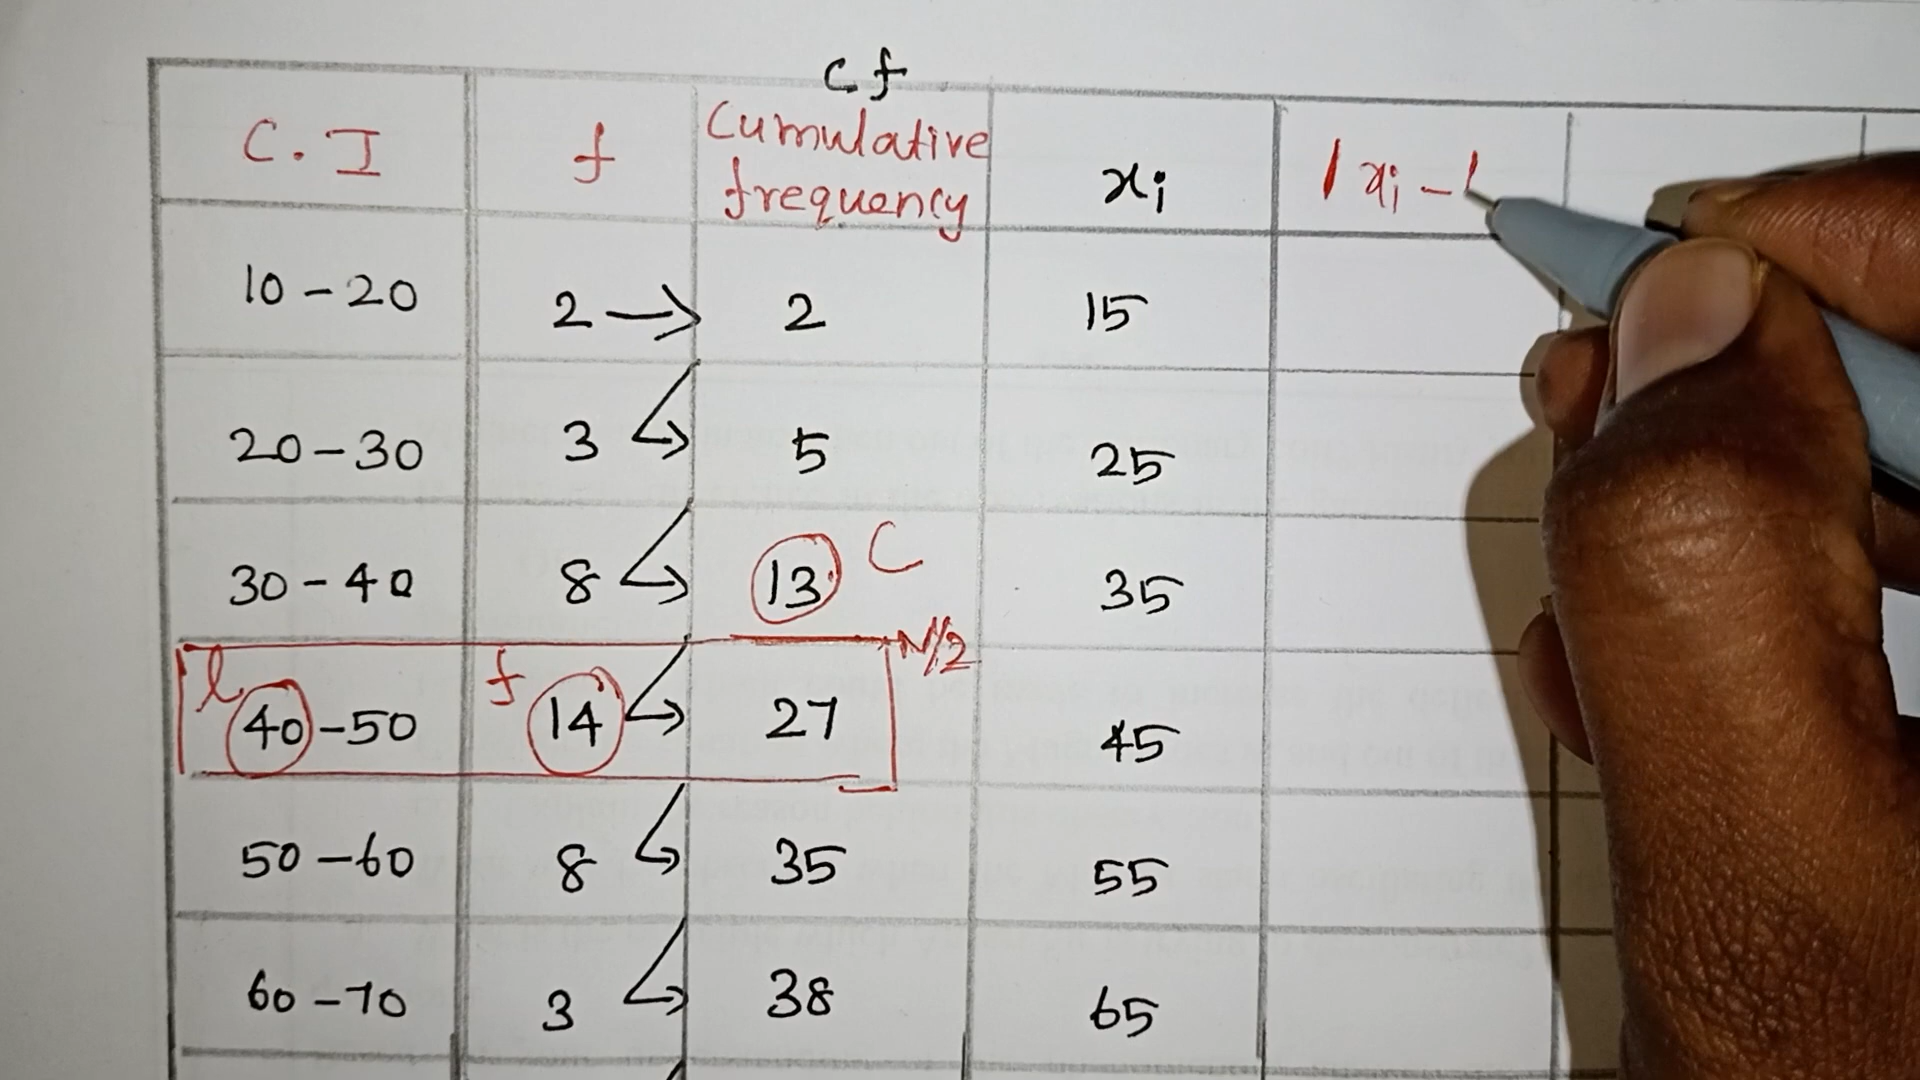 cf
C.I f Cumulative frequency xi |xi -
10-20 2 2 15
20-30 3 5 25
30-40 8 13 C 35
N/2
l 40-50 f 14 27 45
50-60 8 35 55
60-70 3 38 65